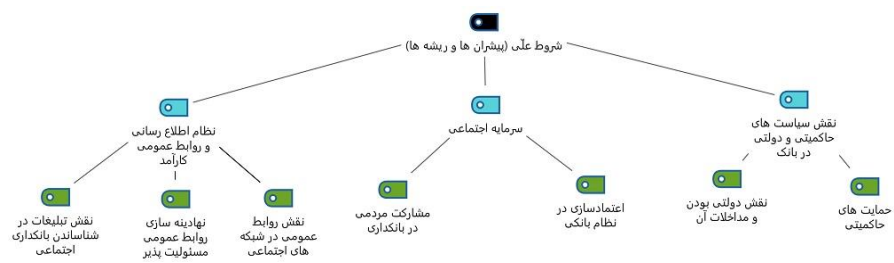 شروط علّی (پیشران ها و ریشه ها)
نقش سیاست های
حاکمیتی و دولتی
در بانک
سرمایه اجتماعی
نظام اطلاع رسانی
و روابط عمومی
کارآمد
حمایت های
حاکمیتی
نقش دولتی بودن
و مداخلات آن
اعتمادسازی در
نظام بانکی
مشارکت مردمی
در بانکداری
نقش روابط
عمومی در شبکه
های اجتماعی
نهادینه سازی
روابط عمومی
مسئولیت پذیر
نقش تبلیغات در
شناساندن بانکداری
اجتماعی